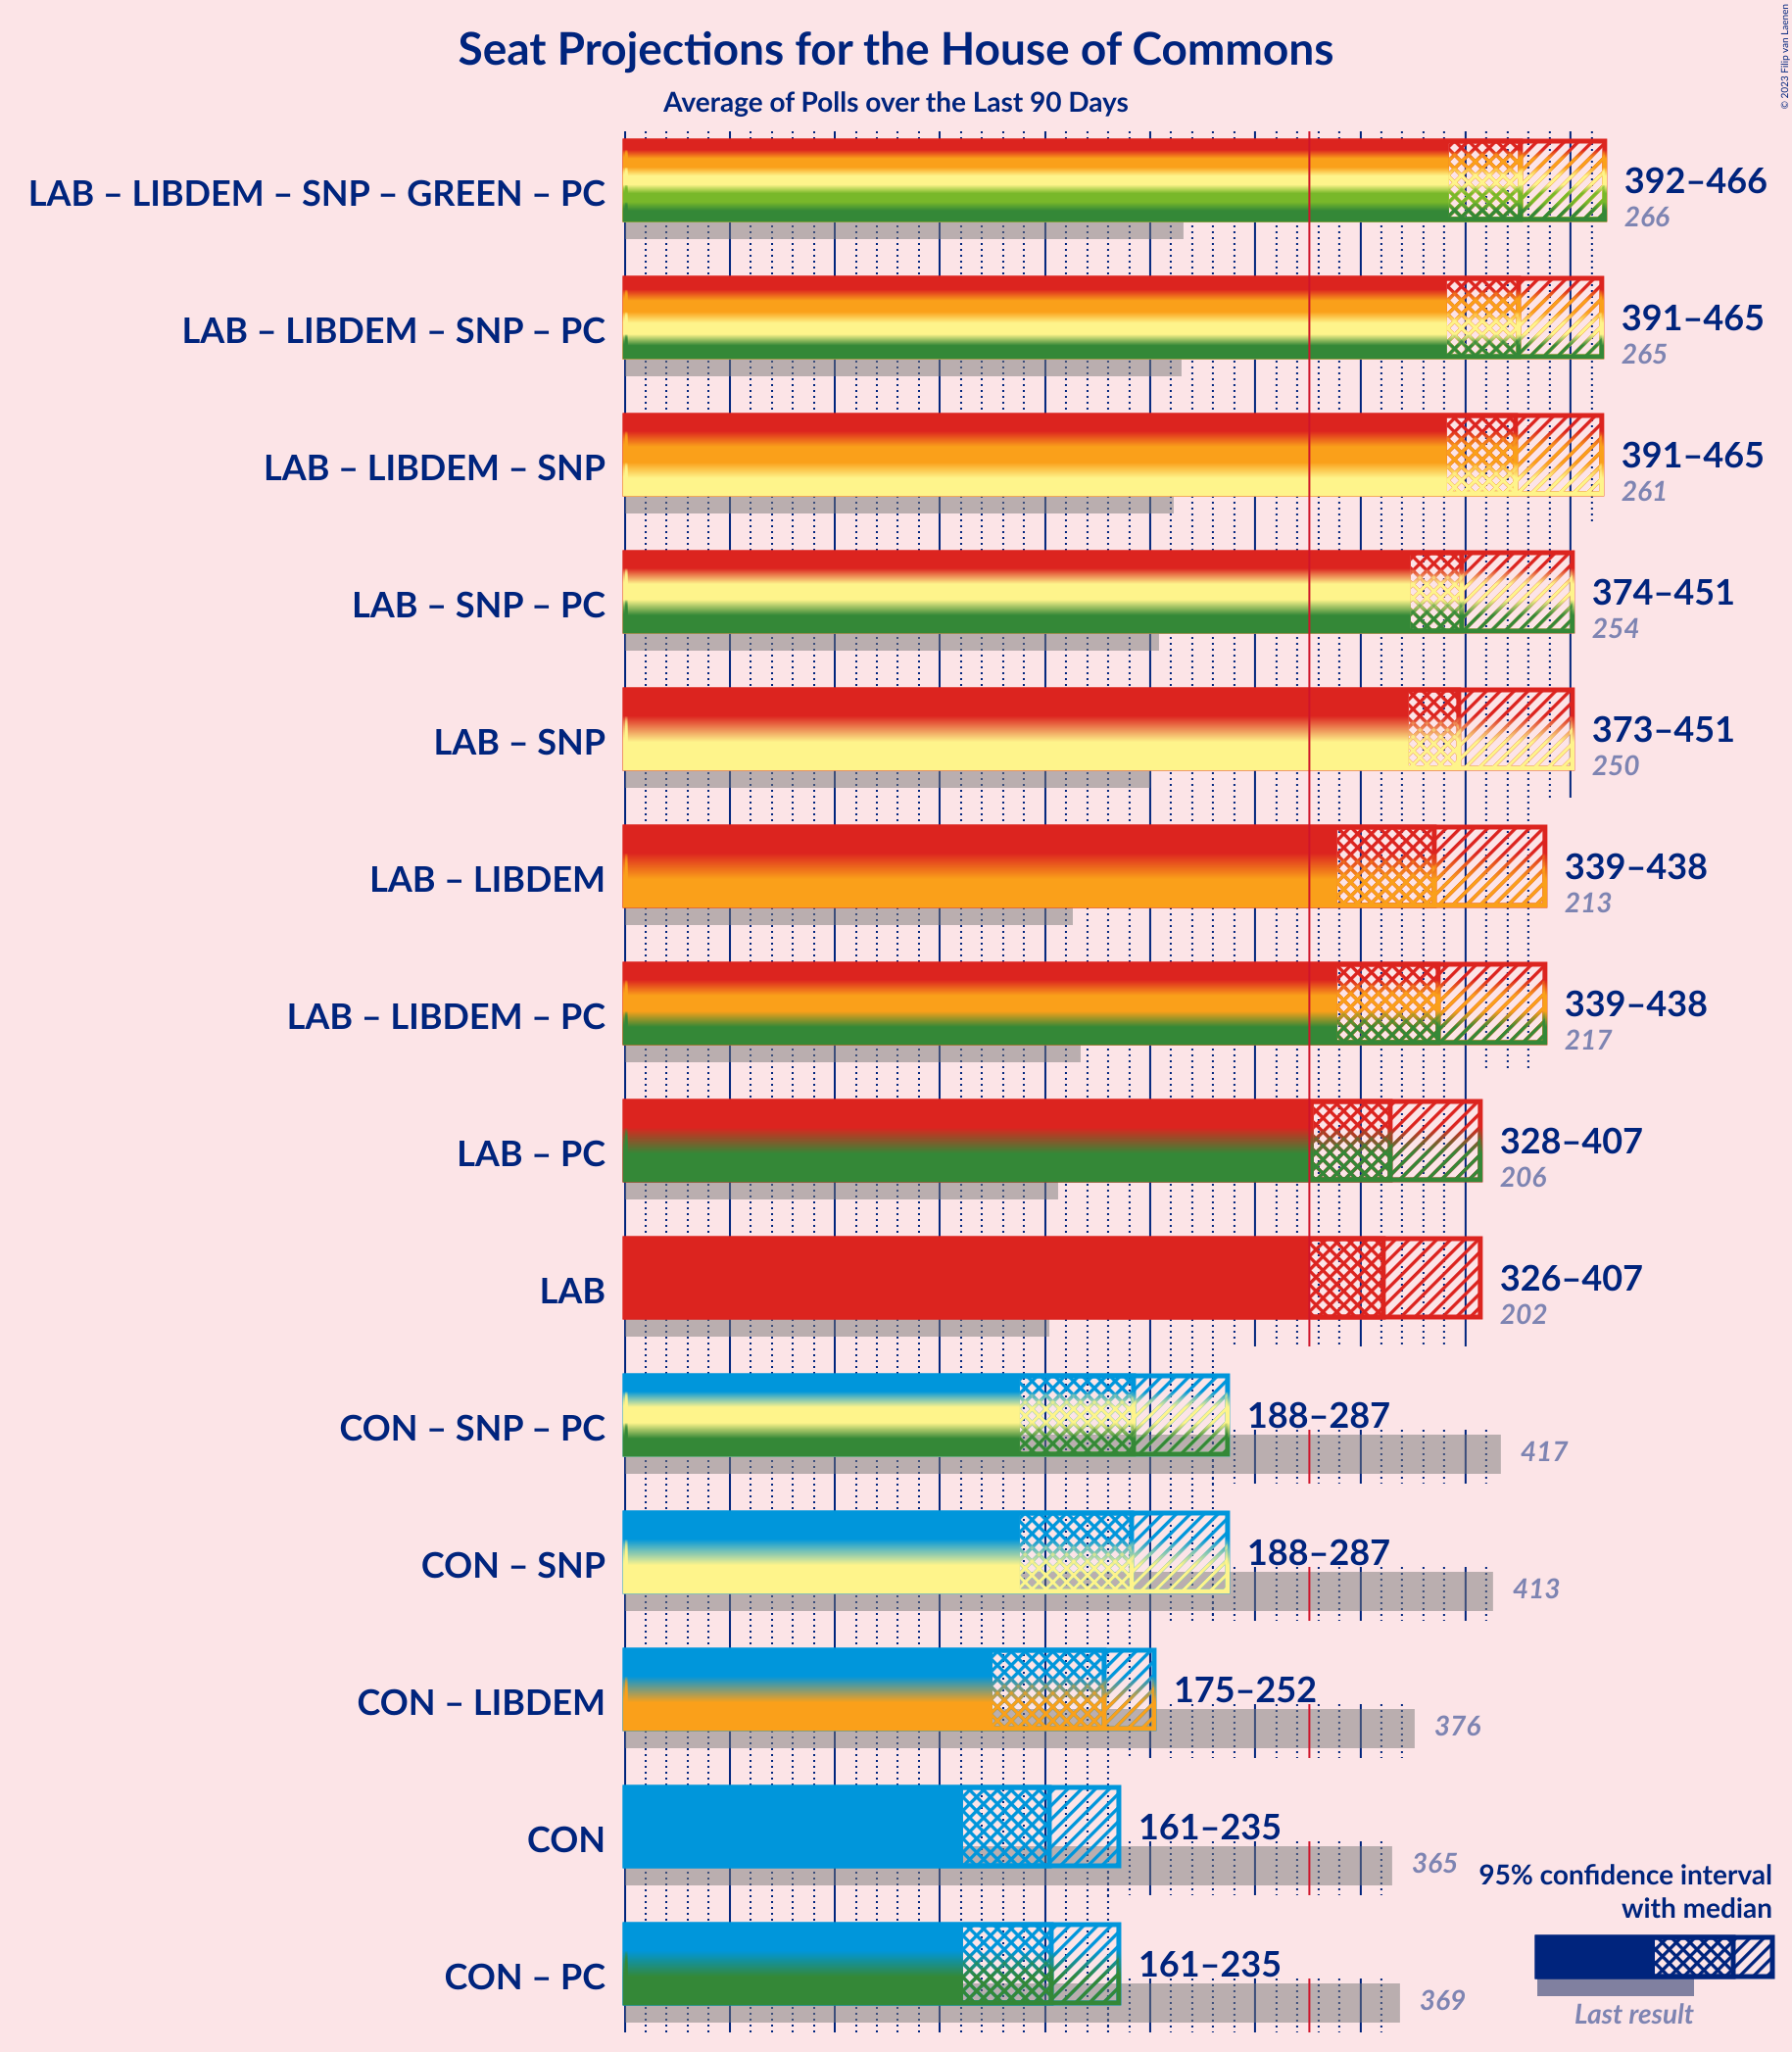 Seat Projections for the House of Commons
Average of Polls over the Last 90 Days
© 2023 Filip van Laenen
LAB – LIBDEM – SNP – GREEN – PC
392–466
266
LAB – LIBDEM – SNP – PC
391–465
265
LAB – LIBDEM – SNP
391–465
261
LAB – SNP – PC
374–451
254
LAB – SNP
373–451
250
LAB – LIBDEM
339–438
213
LAB – LIBDEM – PC
339–438
217
LAB – PC
328–407
206
LAB
326–407
202
CON – SNP – PC
188–287
417
CON – SNP
188–287
413
CON – LIBDEM
175–252
376
CON
161–235
365
CON – PC
161–235
369
95% confidence interval
with median
Last result